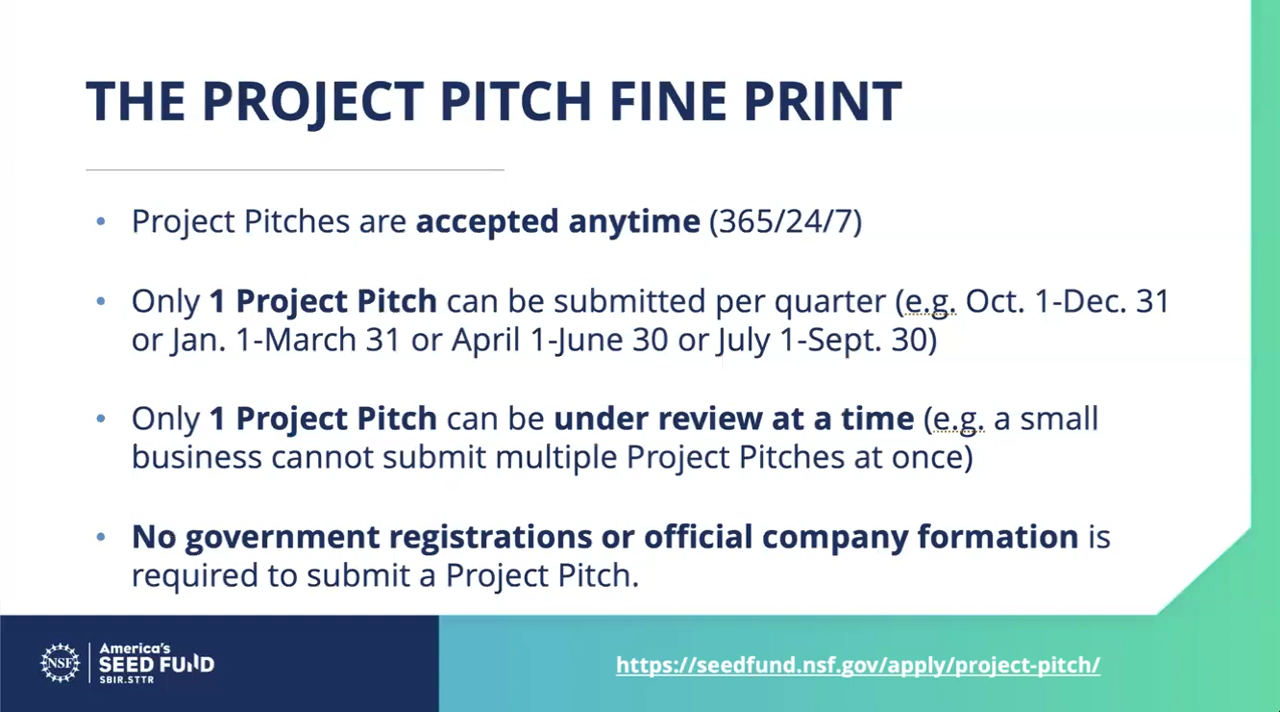 THE PROJECT PITCH FINE PRINT
• Project Pitches are accepted anytime (365/24/7)
• Only 1 Project Pitch can be submitted per quarter (e.g. Oct. 1-Dec. 31
or Jan. 1-March 31 or April 1-June 30 or July 1-Sept. 30)
• Only 1 Project Pitch can be under review at a time (e.g. a small
business cannot submit multiple Project Pitches at once)
• No government registrations or official company formation is
required to submit a Project Pitch.
NSF
America's
SEED FUND
SBIR.STTR
https://seedfund.nsf.gov/apply/project-pitch/